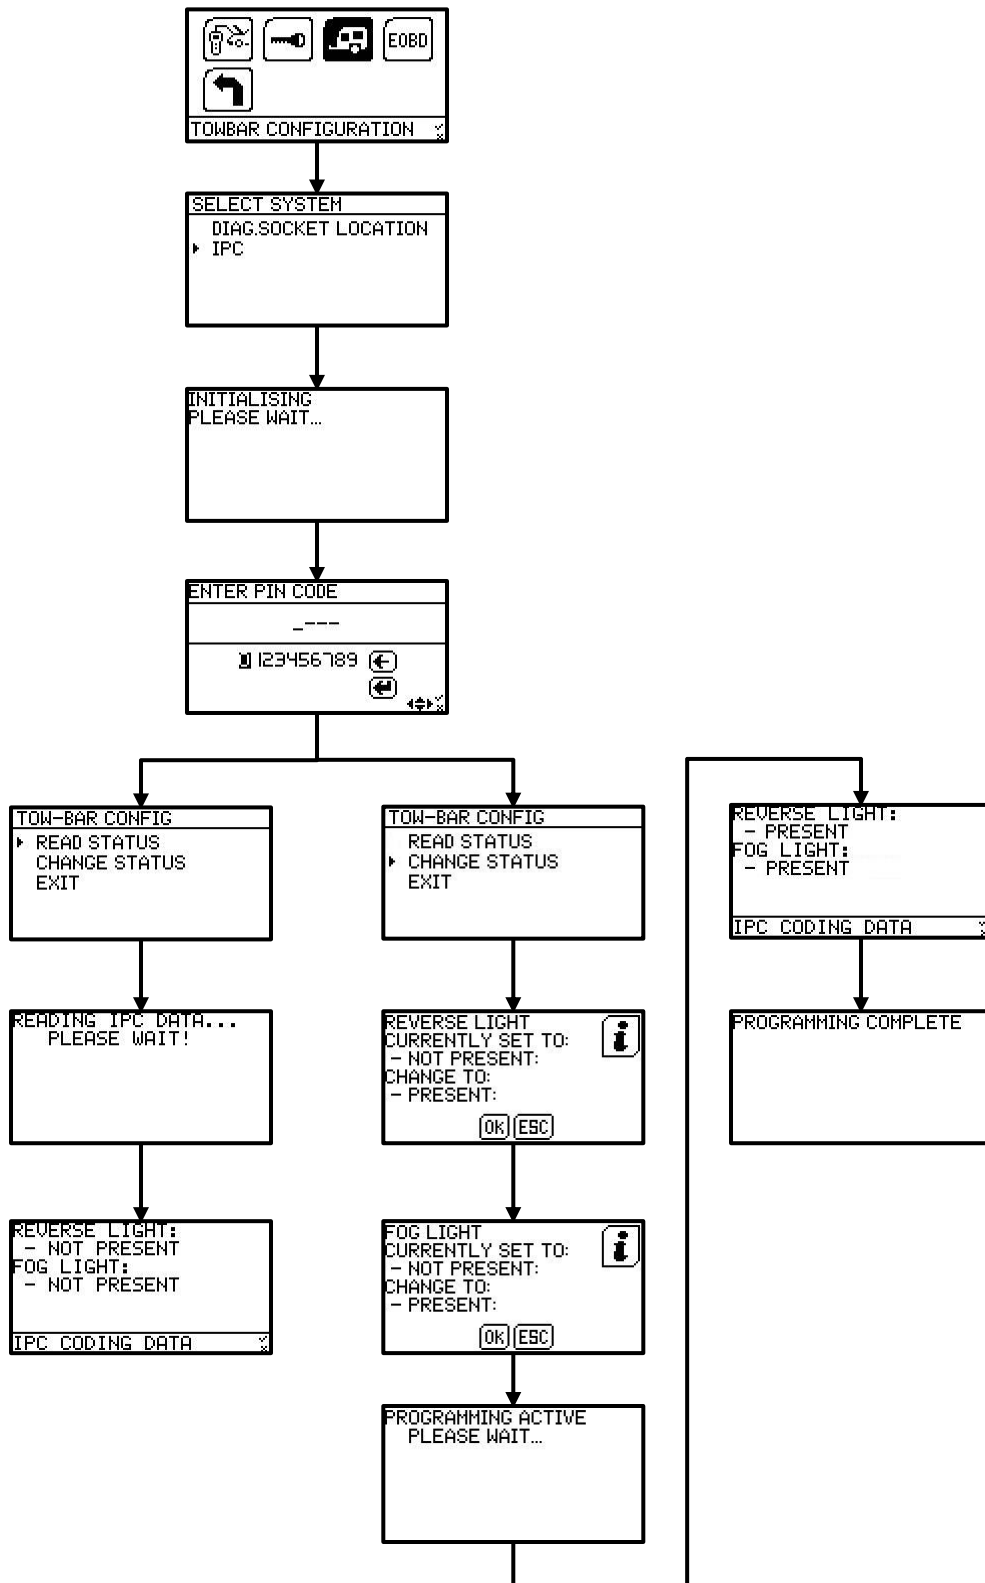 EOBD
TOWBAR CONFIGURATION
SELECT SYSTEM
DIAG.SOCKET LOCATION
IPC
INITIALISING
PLEASE WAIT...
ENTER PIN CODE
_---
0123456789
TOW-BAR CONFIG
READ STATUS
CHANGE STATUS
EXIT
READING IPC DATA...
PLEASE WAIT!
REVERSE LIGHT:
- NOT PRESENT
FOG LIGHT:
- NOT PRESENT
IPC CODING DATA
TOW-BAR CONFIG
READ STATUS
CHANGE STATUS
EXIT
REVERSE LIGHT
CURRENTLY SET TO:
- NOT PRESENT:
CHANGE TO:
- PRESENT:
OK ESC
FOG LIGHT
CURRENTLY SET TO:
- NOT PRESENT:
CHANGE TO:
- PRESENT:
OK ESC
PROGRAMMING ACTIVE
PLEASE WAIT...
REVERSE LIGHT:
- PRESENT
FOG LIGHT:
- PRESENT
IPC CODING DATA
PROGRAMMING COMPLETE